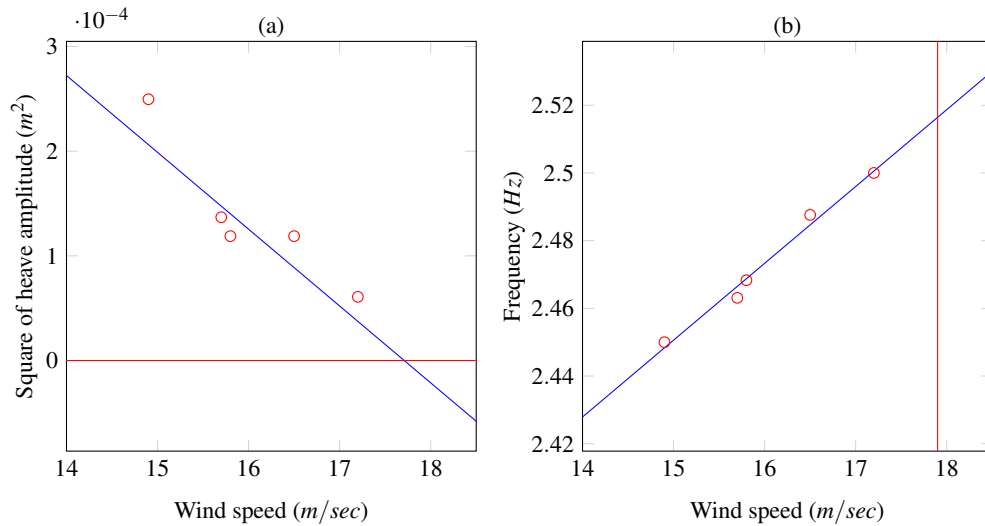 (a)
·10⁻⁴
3
2
1
0
14 15 16 17 18
Wind speed (m/sec)
Square of heave amplitude (m²)
(b)
2.52
2.5
2.48
2.46
2.44
2.42
14 15 16 17 18
Wind speed (m/sec)
Frequency (Hz)